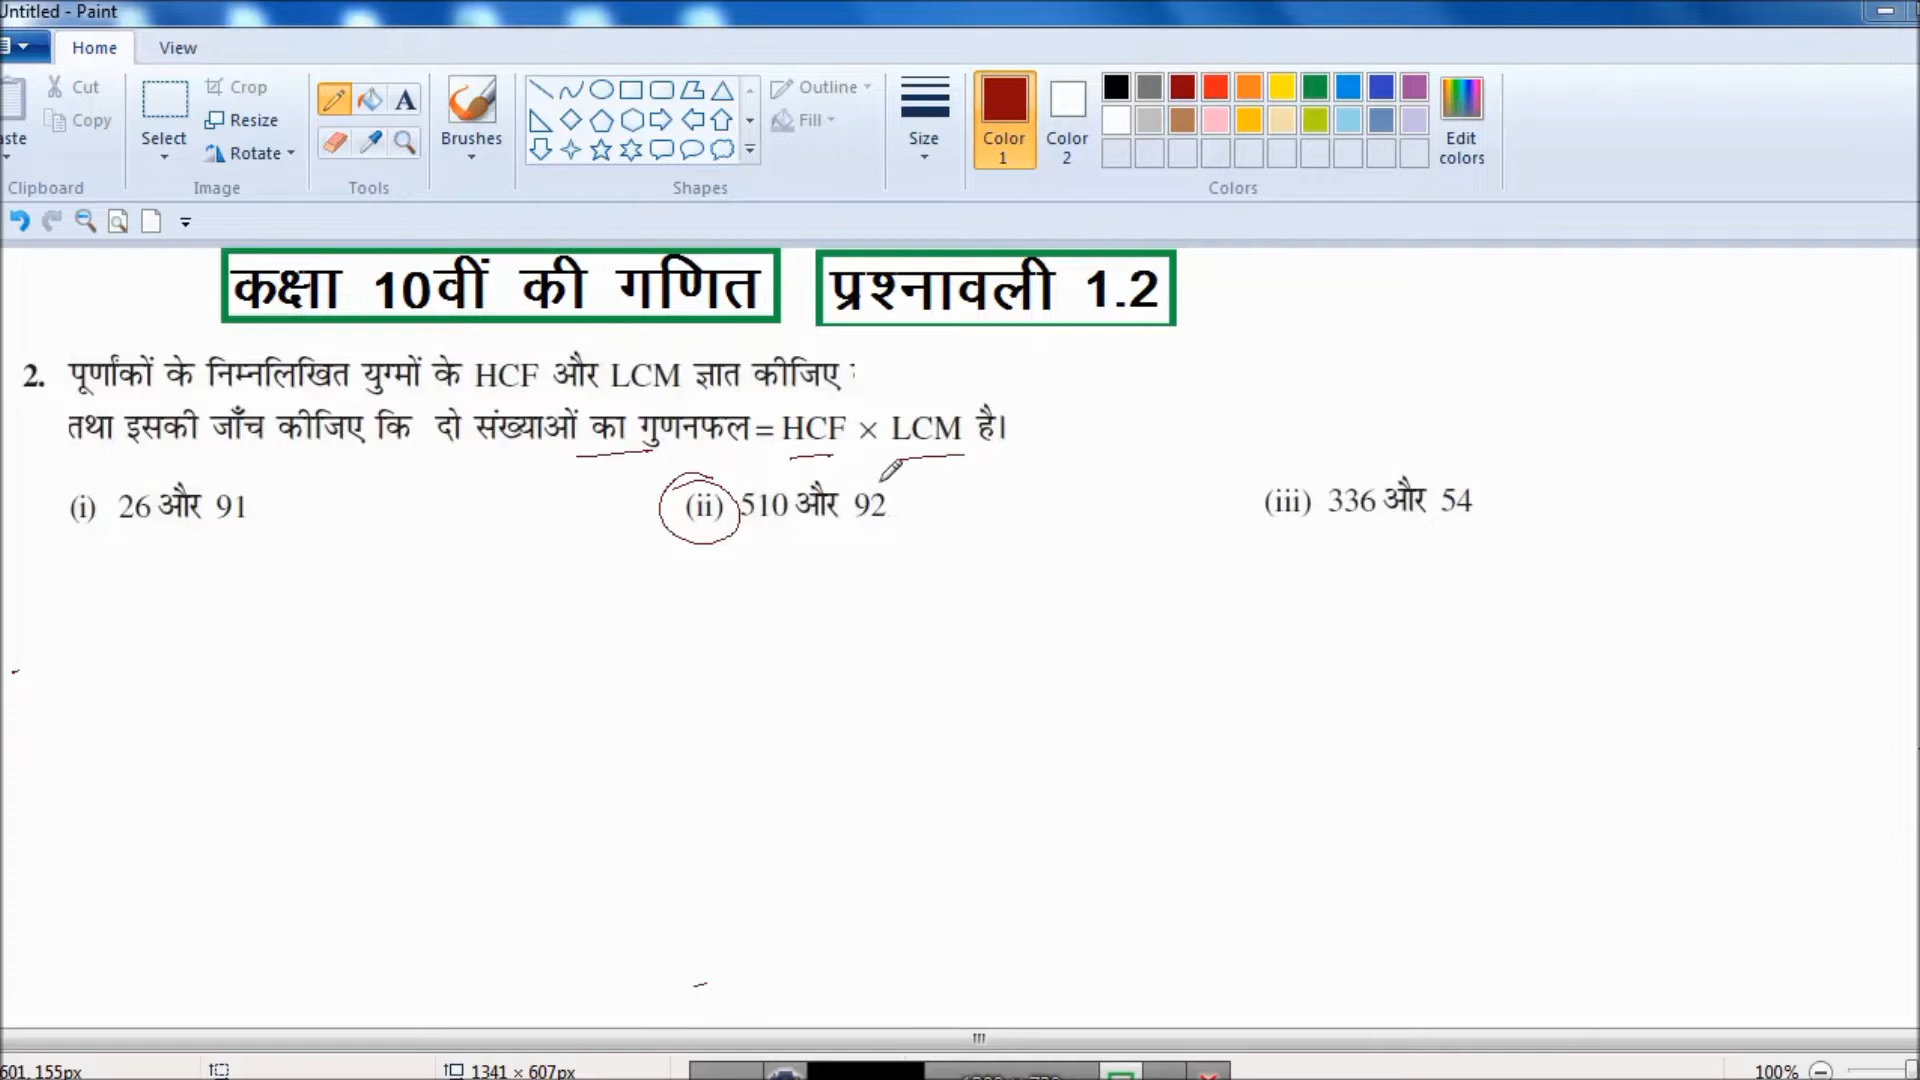 Untitled - Paint
Home View
Cut
Copy
Clipboard
Select
Crop
Resize
Rotate
Image
A
Tools
Brushes
Shapes
Outline
Fill
Size
Color 1
Color 2
Edit colors
Colors
कक्षा 10वीं की गणित प्रश्नावली 1.2
2. पूर्णांकों के निम्नलिखित युग्मों के HCF और LCM ज्ञात कीजिए
तथा इसकी जाँच कीजिए कि दो संख्याओं का गुणनफल = HCF × LCM है।
(i) 26 और 91 (ii) 510 और 92 (iii) 336 और 54
601, 155px 1341 × 607px 100%